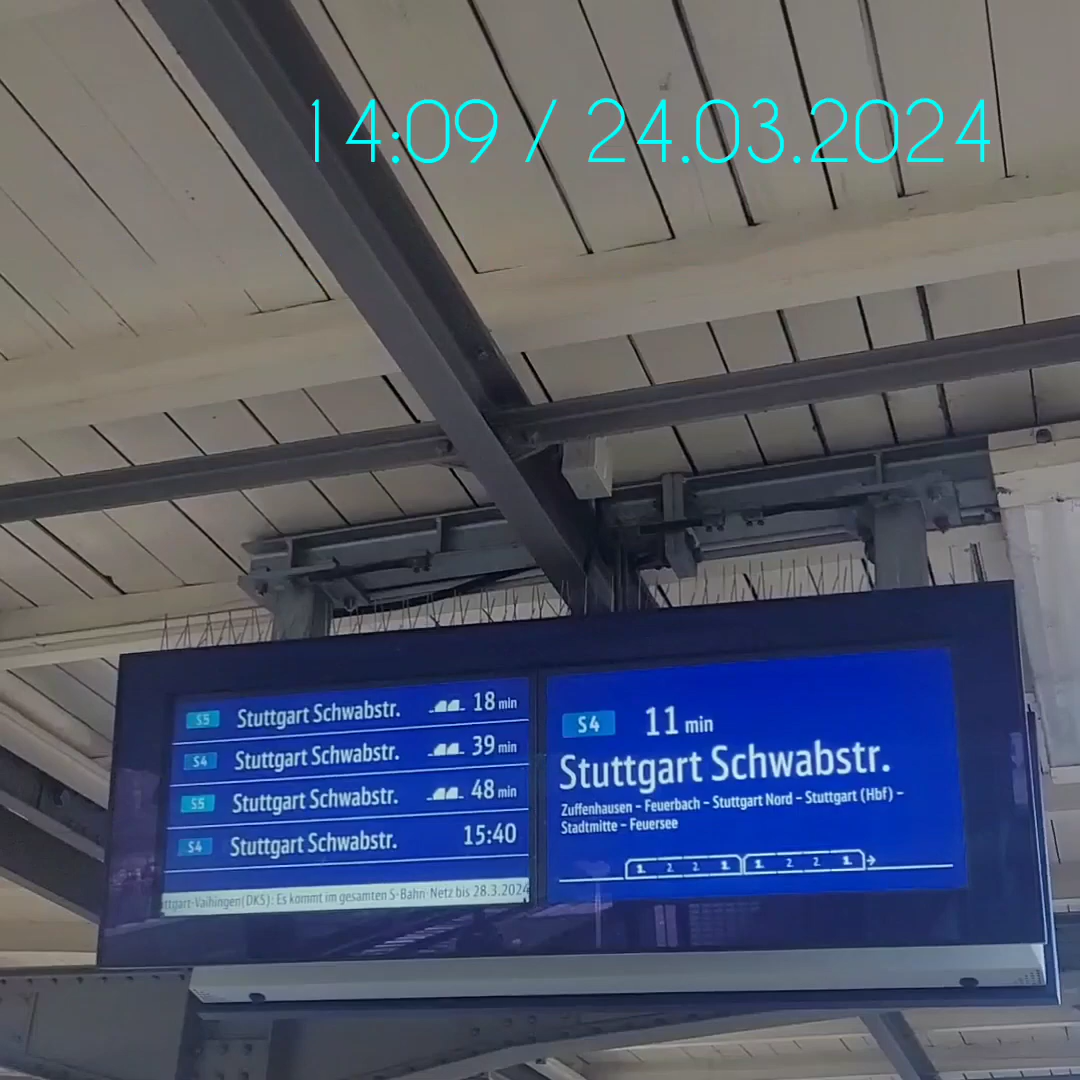 14:09 / 24.03.2024
S5 Stuttgart Schwabstr. 18 min
S4 Stuttgart Schwabstr. 39 min
S5 Stuttgart Schwabstr. 48 min
S4 Stuttgart Schwabstr. 15:40
ttgart-Vaihingen(DKS): Es kommt im gesamten S-Bahn-Netz bis 28.3.2024
S4 11 min
Stuttgart Schwabstr.
Zuffenhausen – Feuerbach – Stuttgart Nord – Stuttgart (Hbf) –
Stadtmitte – Feuersee
1 2 2 1 1 2 2 1